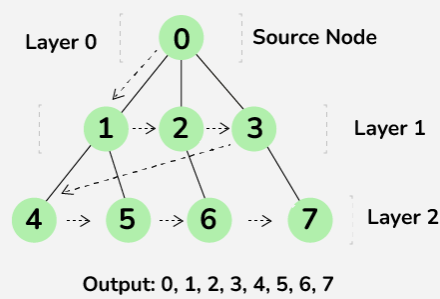 Layer 0
0
Source Node
1
2
3
Layer 1
4
5
6
7
Layer 2
Output: 0, 1, 2, 3, 4, 5, 6, 7